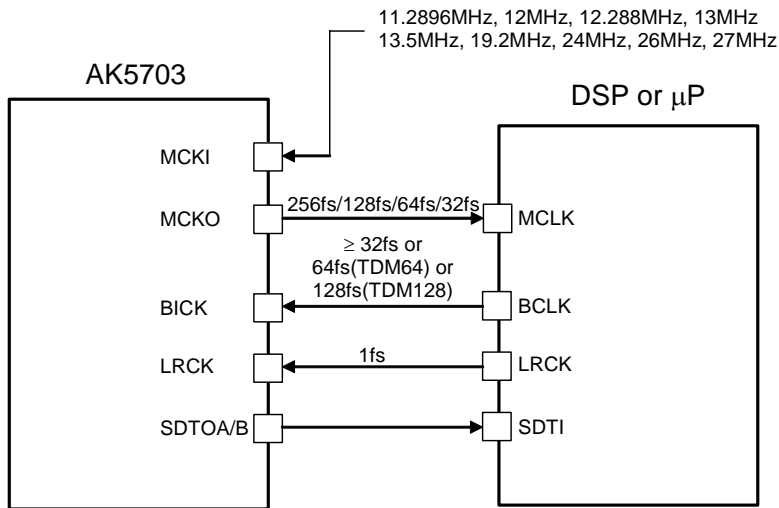 11.2896MHz, 12MHz, 12.288MHz, 13MHz
13.5MHz, 19.2MHz, 24MHz, 26MHz, 27MHz
AK5703
DSP or μP
MCKI
MCKO
256fs/128fs/64fs/32fs
MCLK
≥ 32fs or
64fs(TDM64) or
128fs(TDM128)
BICK
BCLK
LRCK
1fs
LRCK
SDTOA/B
SDTI